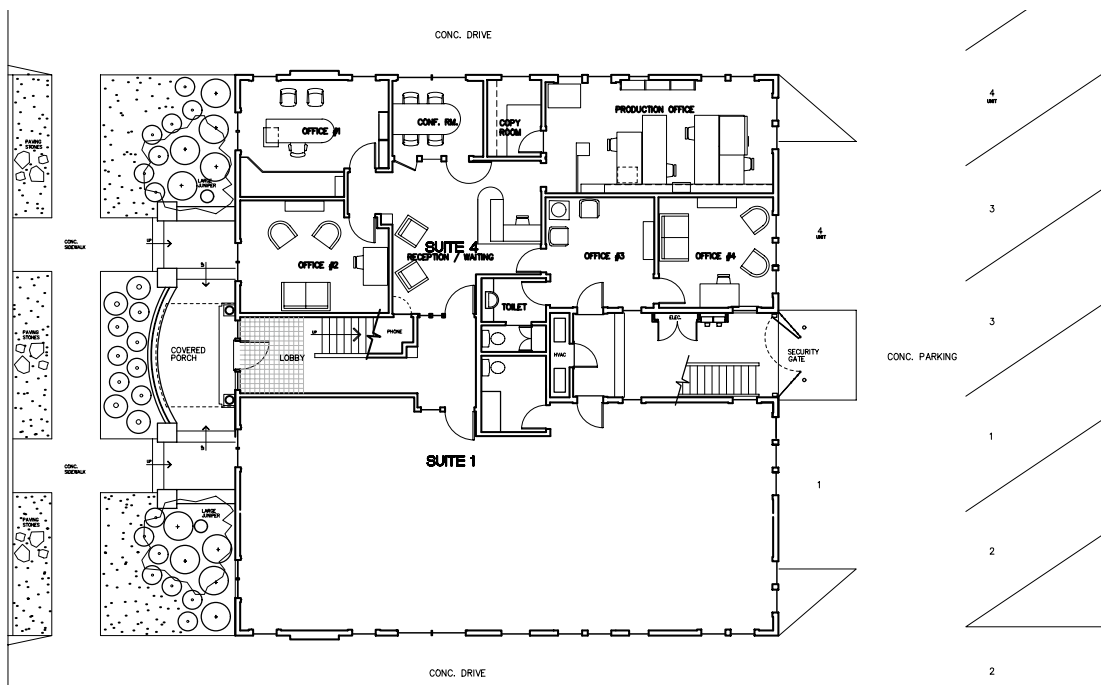 CONC. DRIVE
4
UNIT
PRODUCTION OFFICE
CONF. RM.
OFFICE #1
COPY
ROOM
PAVING
STONES
LARGE
JUNIPER
3
4
UNIT
CONC.
SIDEWALK
UP
SUITE 4
RECEPTION / WAITING
OFFICE #2
OFFICE #3
OFFICE #4
UP
TOILET
ELEC.
3
PAVING
STONES
UP
PHONE
COVERED
PORCH
LOBBY
HVAC
SECURITY
GATE
CONC. PARKING
UP
1
CONC.
SIDEWALK
UP
SUITE 1
1
LARGE
JUNIPER
PAVING
STONES
2
CONC. DRIVE
2